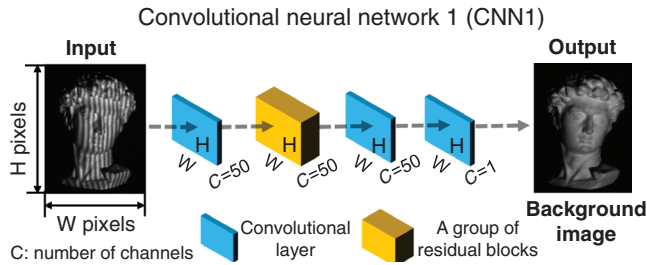 Convolutional neural network 1 (CNN1)
Input
Output
H pixels
W pixels
H
W
C=50
H
W
C=50
H
W
C=50
H
W
C=1
Background
image
C: number of channels
Convolutional
layer
A group of
residual blocks